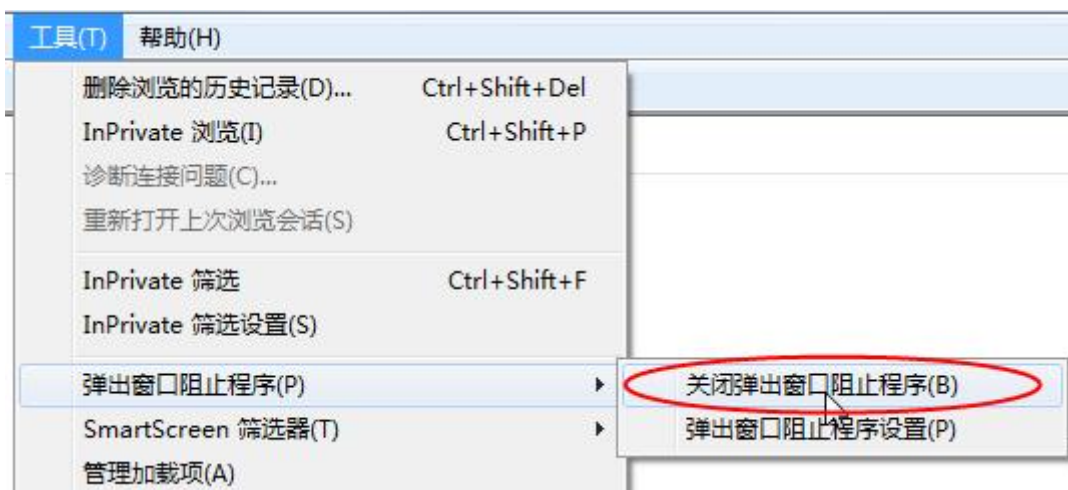 工具(T) 帮助(H)
删除浏览的历史记录(D)... Ctrl+Shift+Del
InPrivate 浏览(I) Ctrl+Shift+P
诊断连接问题(C)...
重新打开上次浏览会话(S)
InPrivate 筛选 Ctrl+Shift+F
InPrivate 筛选设置(S)
弹出窗口阻止程序(P) 关闭弹出窗口阻止程序(B)
SmartScreen 筛选器(T) 弹出窗口阻止程序设置(P)
管理加载项(A)